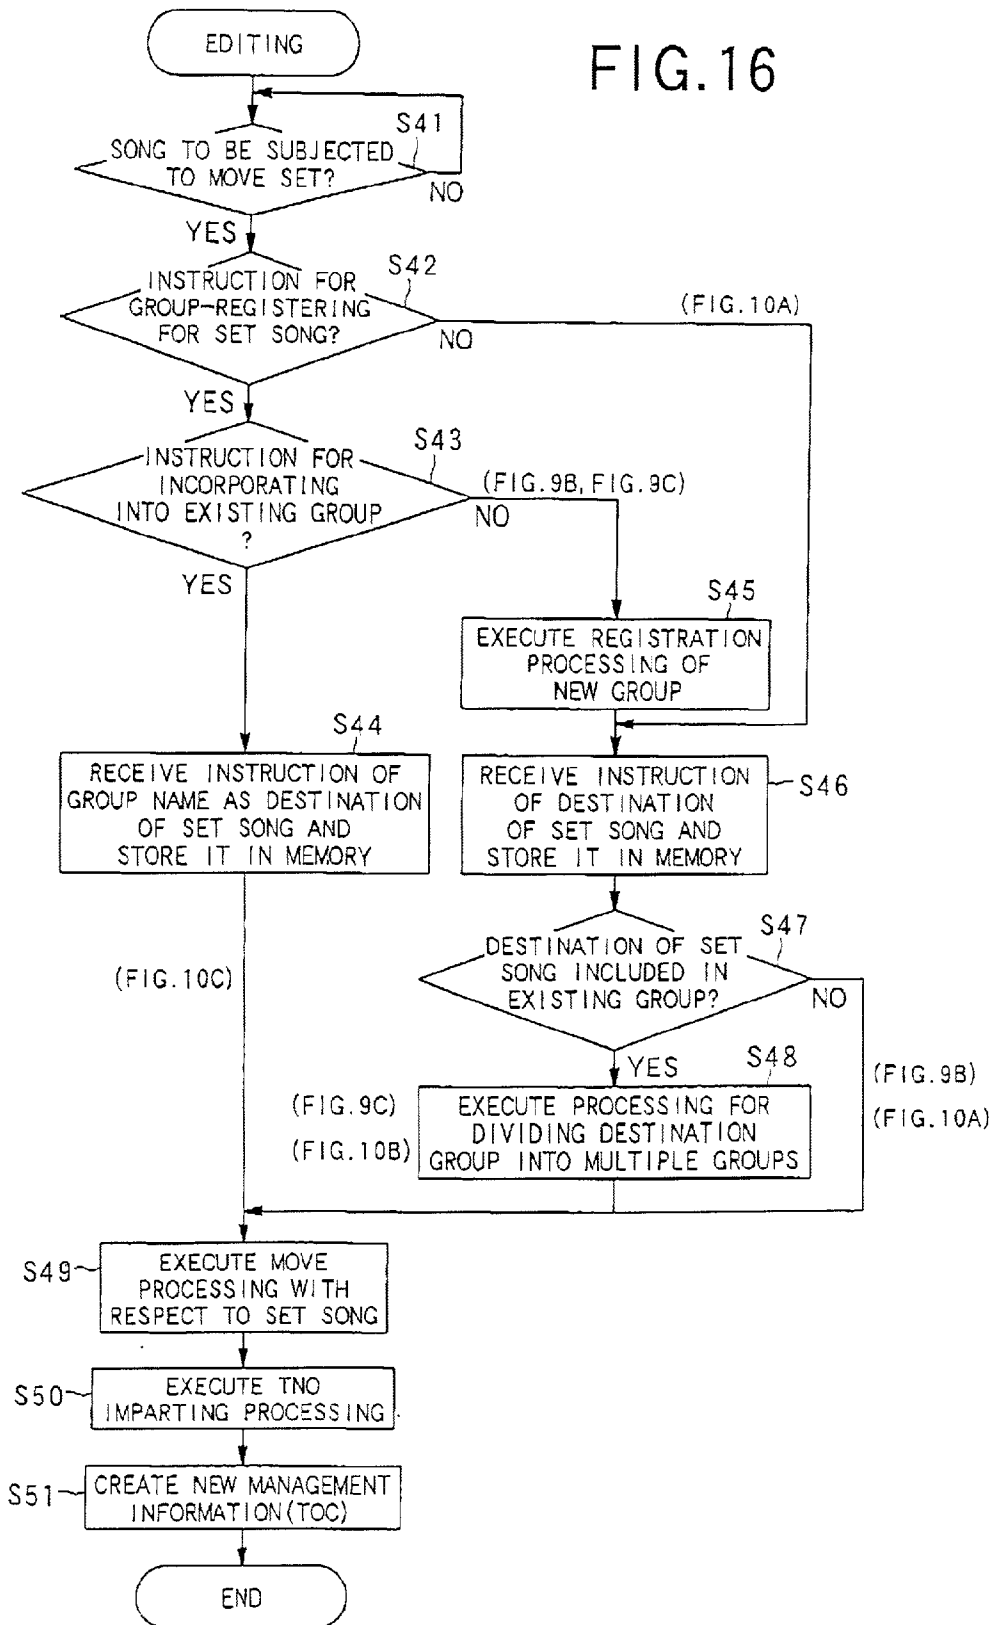 EDITING
FIG.16
S41
SONG TO BE SUBJECTED
TO MOVE SET?
NO
YES
S42
INSTRUCTION FOR
GROUP-REGISTERING
FOR SET SONG?
(FIG.10A)
NO
YES
S43
INSTRUCTION FOR
INCORPORATING
INTO EXISTING GROUP
?
(FIG.9B, FIG.9C)
NO
YES
S45
EXECUTE REGISTRATION
PROCESSING OF
NEW GROUP
S44
RECEIVE INSTRUCTION OF
GROUP NAME AS DESTINATION
OF SET SONG AND
STORE IT IN MEMORY
RECEIVE INSTRUCTION
OF DESTINATION
OF SET SONG AND
STORE IT IN MEMORY
S46
S47
DESTINATION OF SET
SONG INCLUDED IN
EXISTING GROUP?
NO
(FIG.10C)
YES
S48
(FIG.9C)
(FIG.10B)
EXECUTE PROCESSING FOR
DIVIDING DESTINATION
GROUP INTO MULTIPLE GROUPS
(FIG.9B)
(FIG.10A)
S49
EXECUTE MOVE
PROCESSING WITH
RESPECT TO SET SONG
S50
EXECUTE TNO
IMPARTING PROCESSING
S51
CREATE NEW MANAGEMENT
INFORMATION(TOC)
END